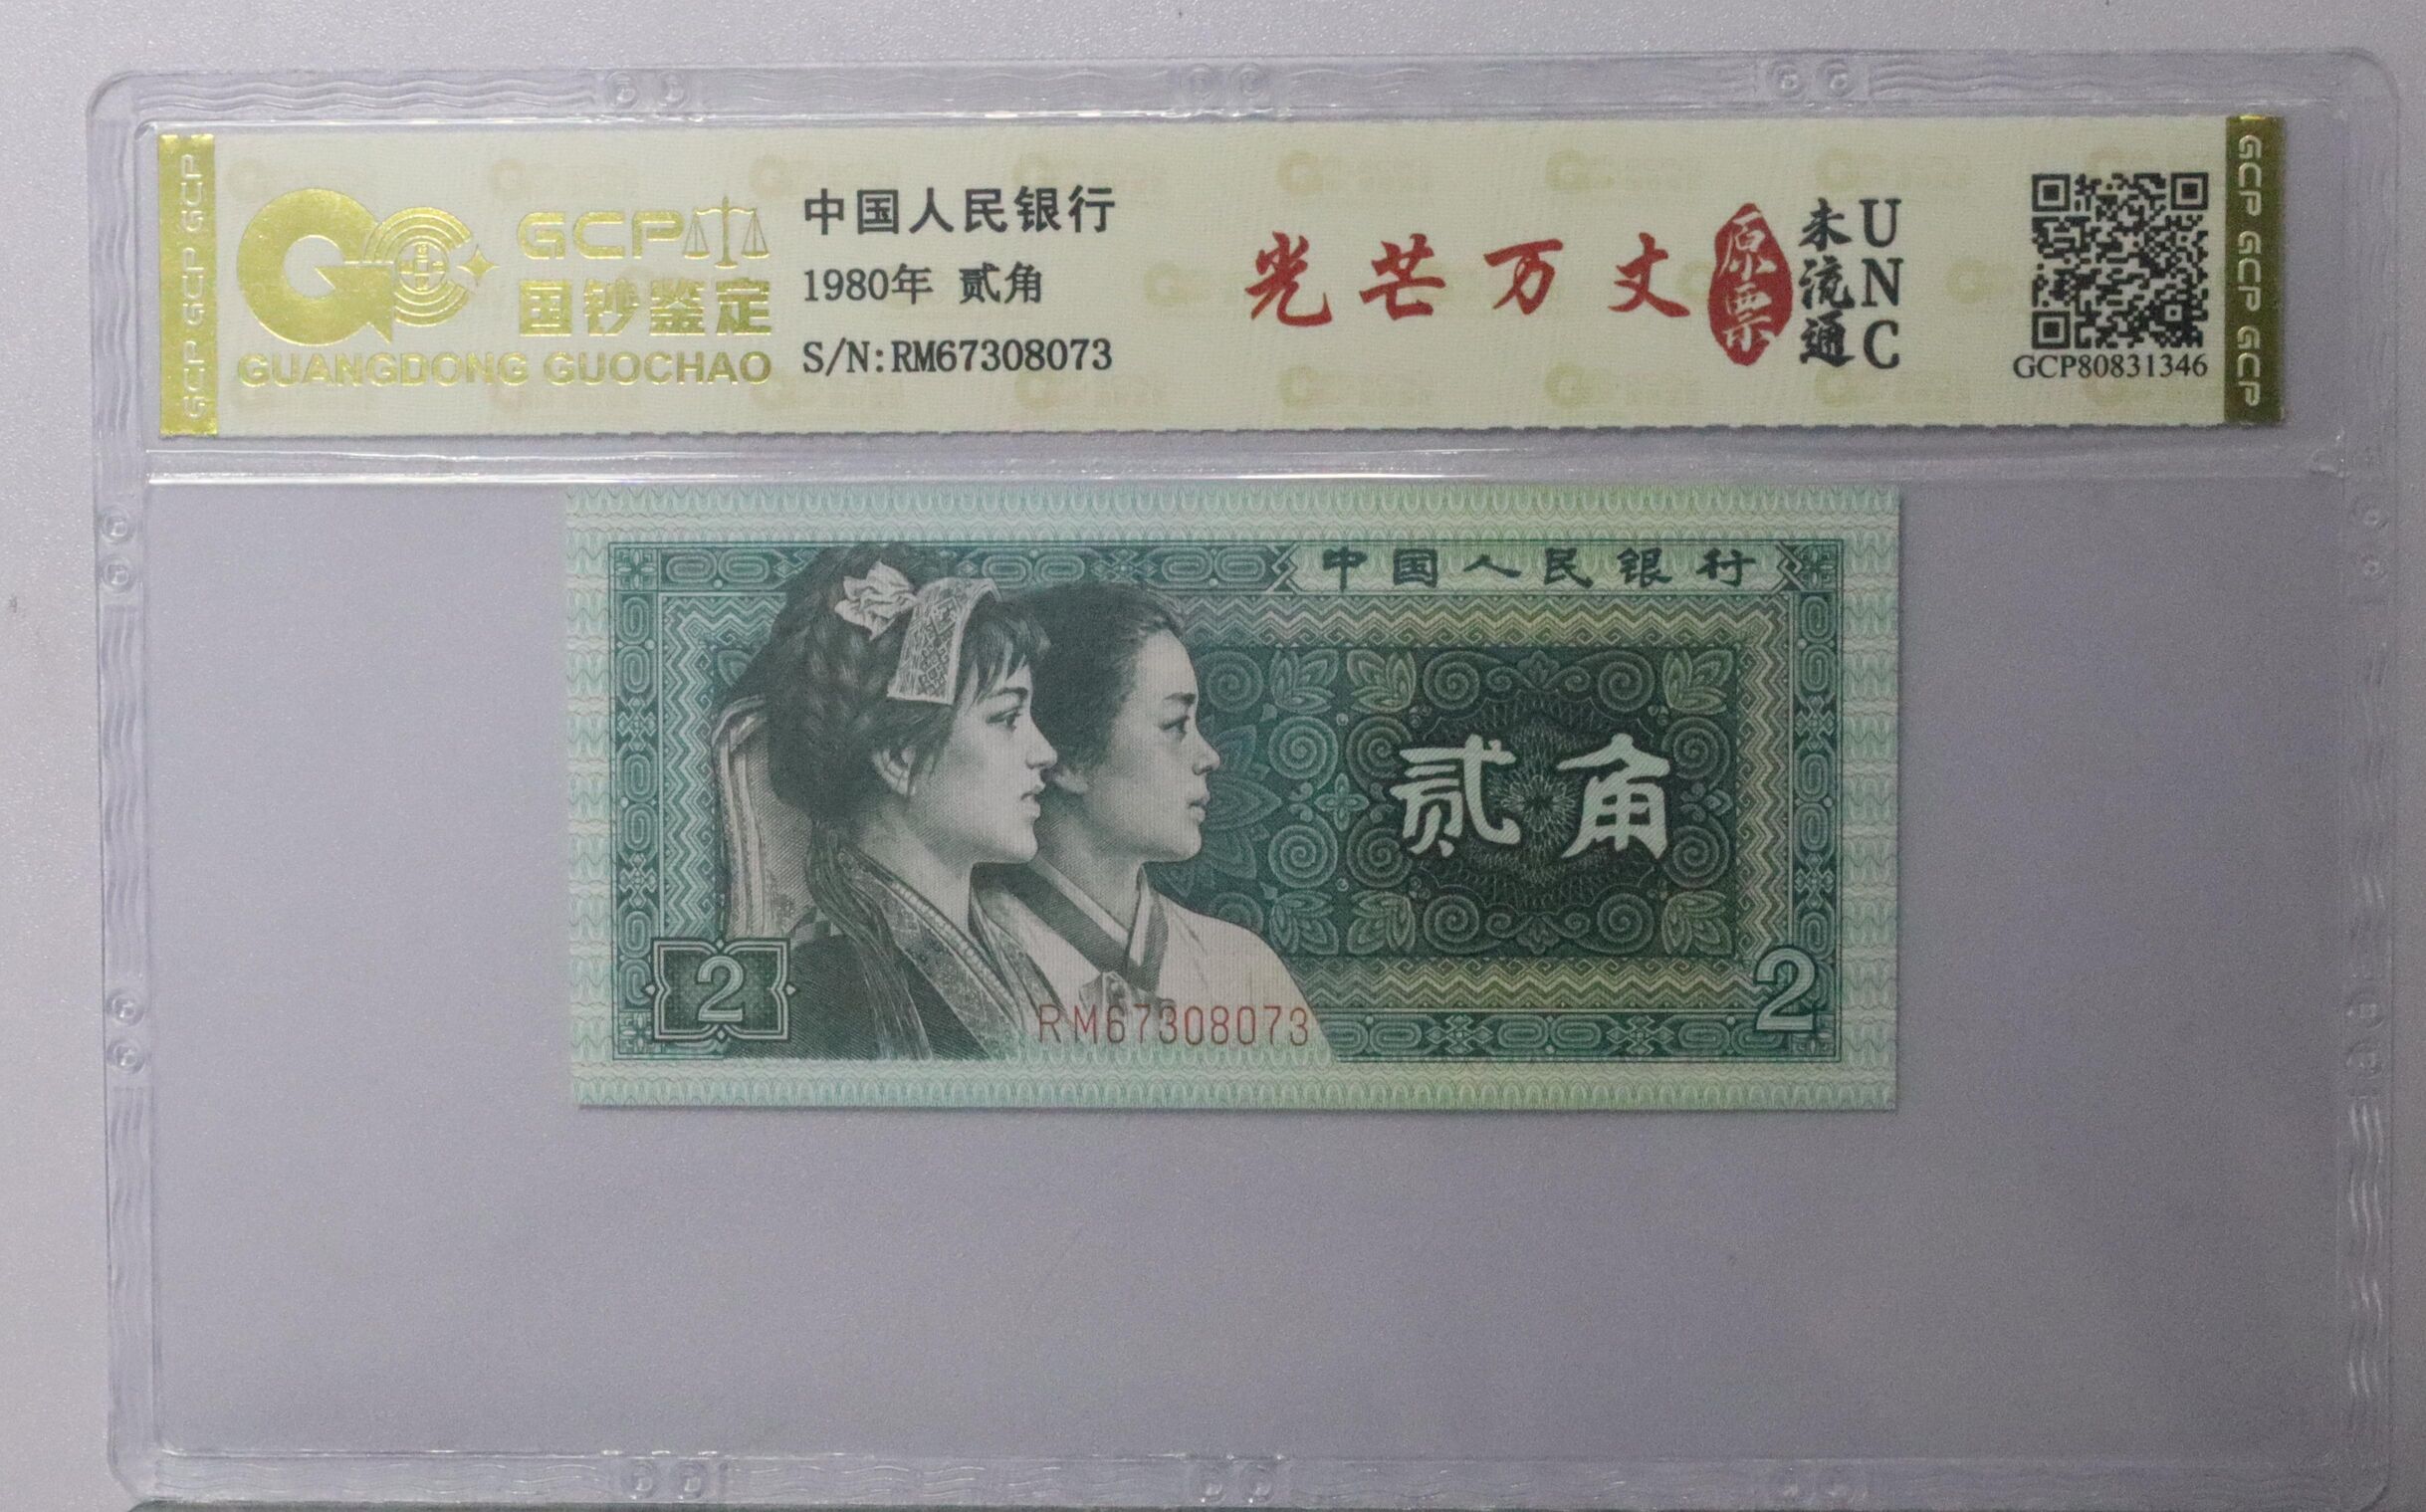 GCP GCP GCP
GCP
国钞鉴定
GUANGDONG GUOCHAO
中国人民银行
1980年 贰角
S/N:RM67308073
光芒万丈
原票
未流通
UNC
GCP80831346
GCP GCP GCP
中国人民银行
贰角
2
RM67308073
2